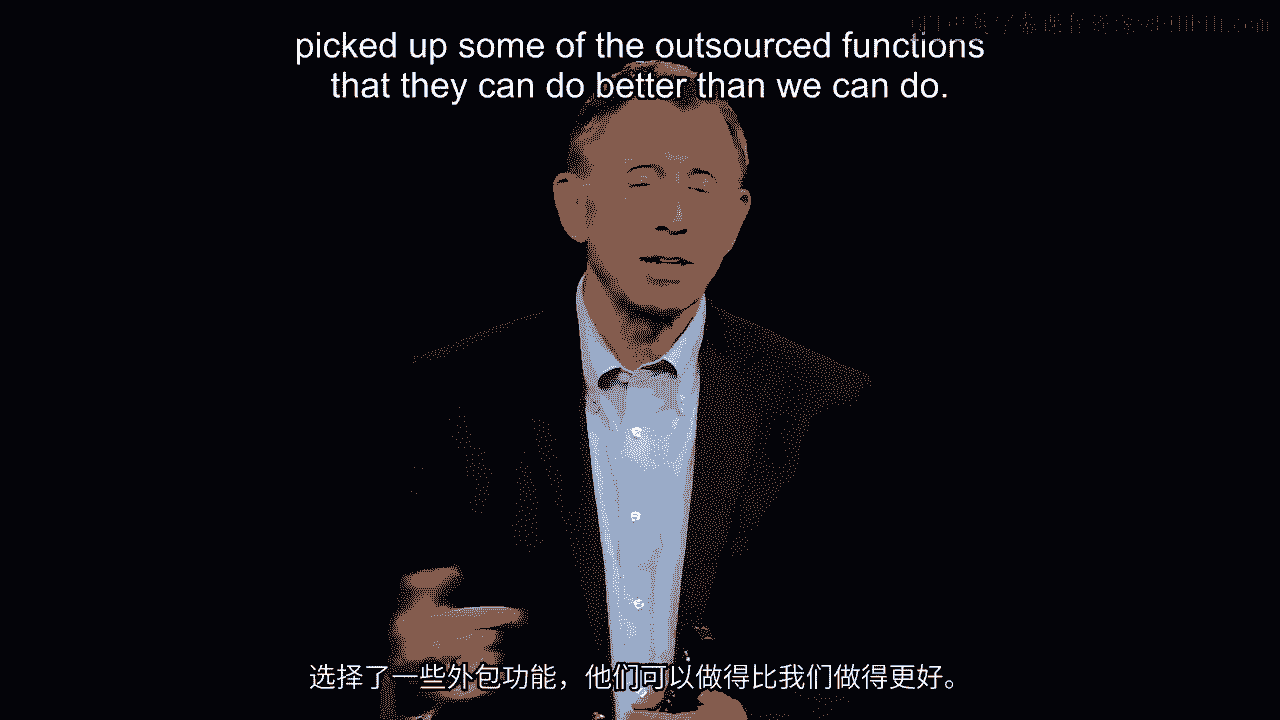 picked up some of the outsourced functions
that they can do better than we can do.
选择了一些外包功能，他们可以做得比我们做得更好。